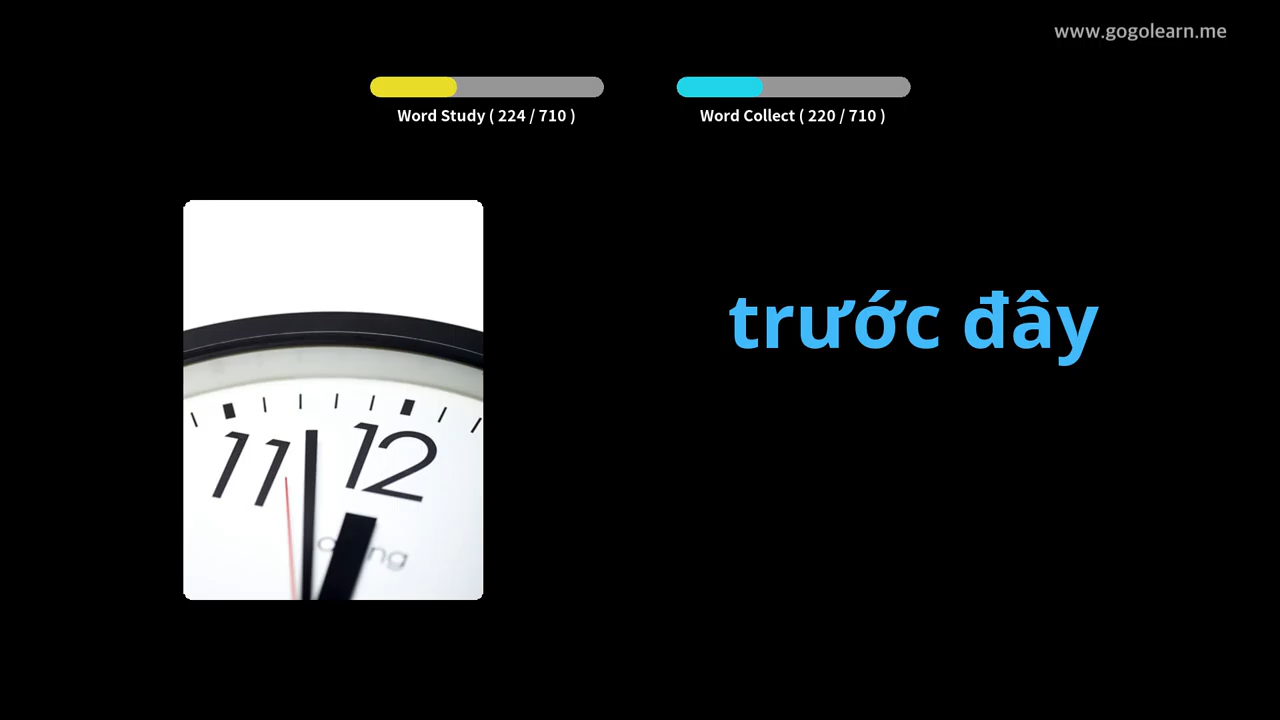 www.gogolearn.me
Word Study ( 224 / 710 )
Word Collect ( 220 / 710 )
11
12
trước đây